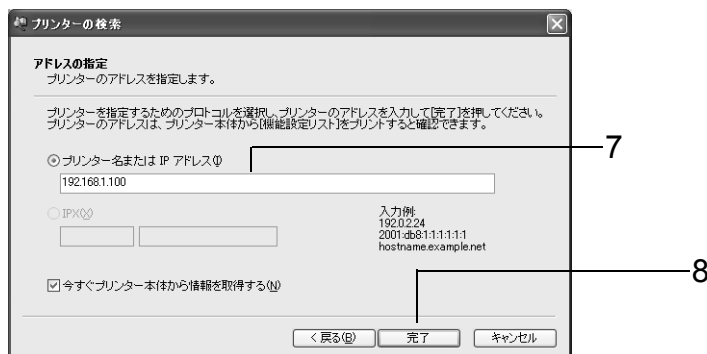 プリンターの検索
アドレスの指定
プリンターのアドレスを指定します。
プリンターを指定するためのプロトコルを選択し、プリンターのアドレスを入力して[完了]を押してください。
プリンターのアドレスは、プリンター本体から[機能設定リスト]をプリントすると確認できます。
プリンター名または IP アドレス(I)
7
192.168.1.100
IPX(X)
入力例:
192.0.2.24
2001:db8:1:1:1:1:1:1
hostname.example.net
8
今すぐプリンター本体から情報を取得する(N)
< 戻る(B)
完了
キャンセル